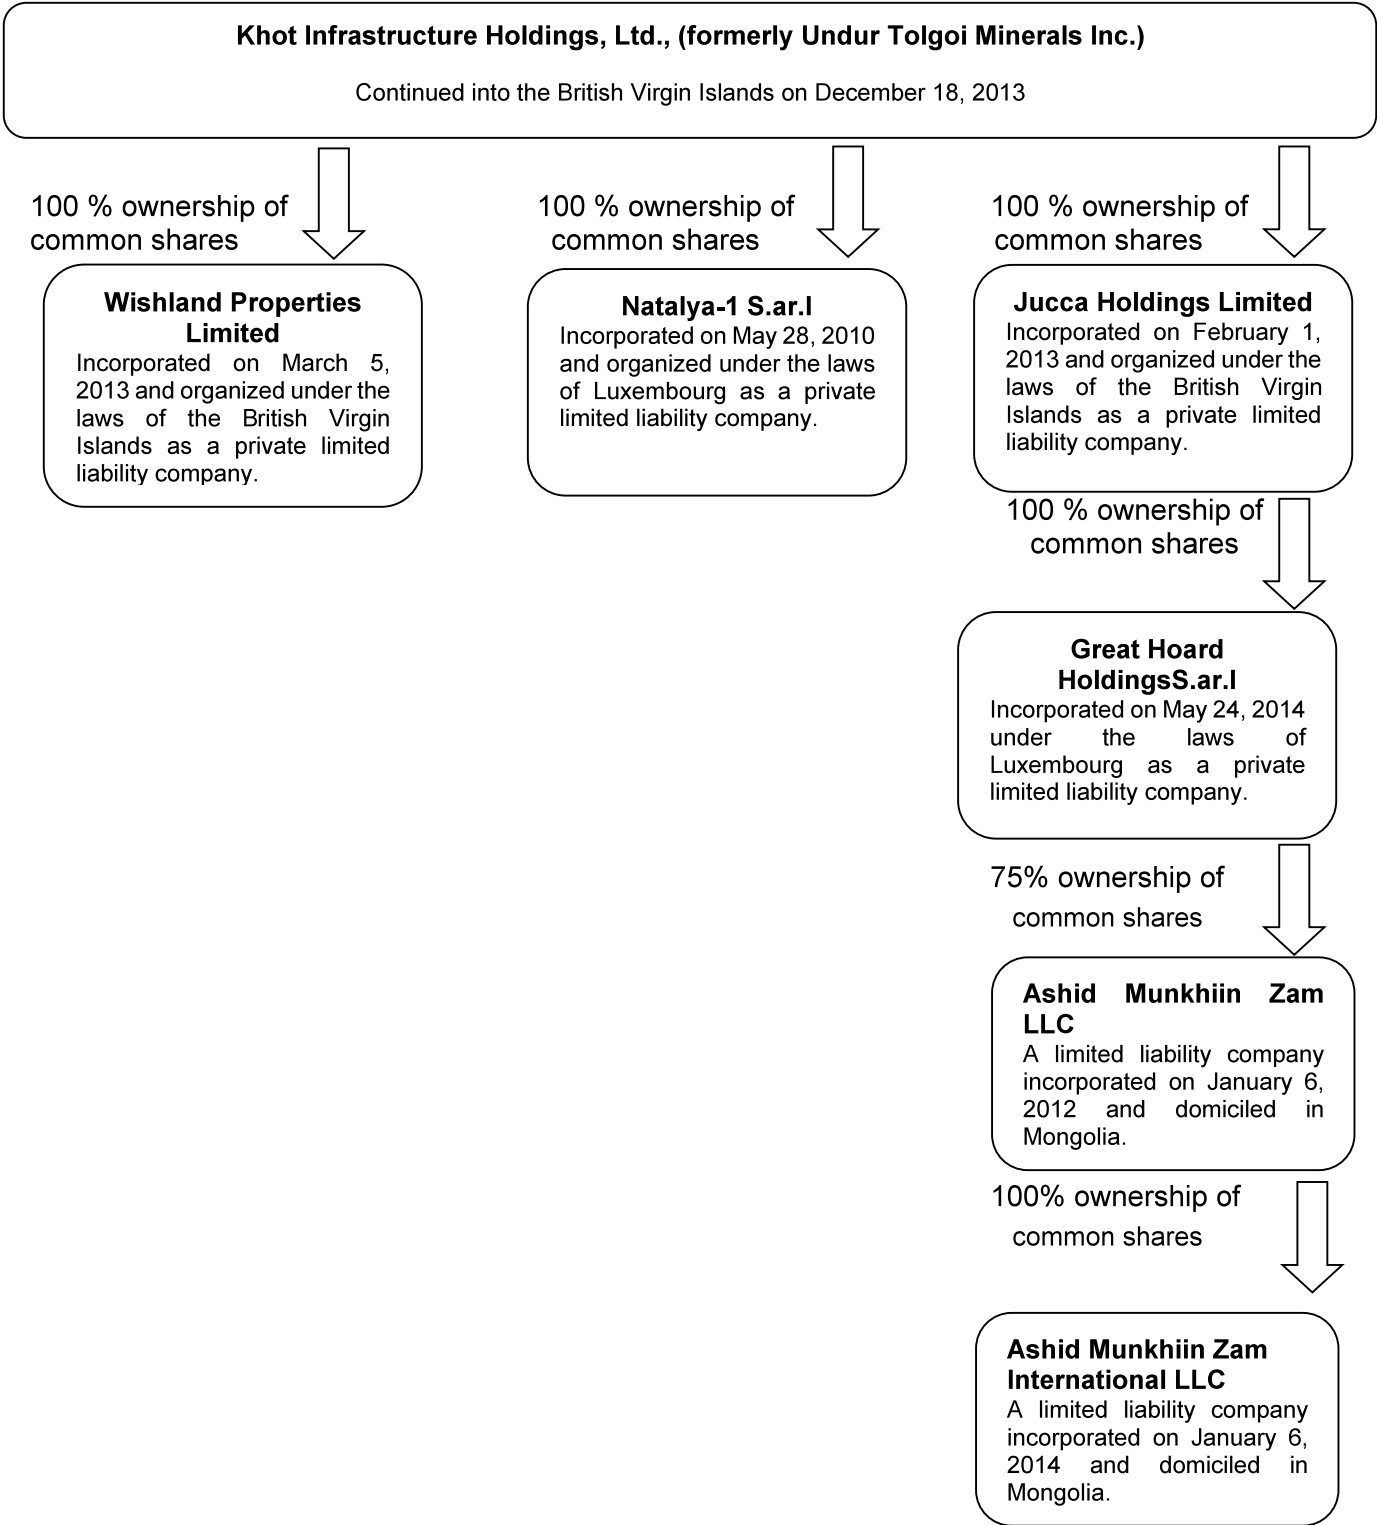 Khot Infrastructure Holdings, Ltd., (formerly Undur Tolgoi Minerals Inc.)
Continued into the British Virgin Islands on December 18, 2013
100 % ownership of
common shares
100 % ownership of
common shares
100 % ownership of
common shares
Wishland Properties
Limited
Incorporated on March 5,
2013 and organized under the
laws of the British Virgin
Islands as a private limited
liability company.
Natalya-1 S.ar.l
Incorporated on May 28, 2010
and organized under the laws
of Luxembourg as a private
limited liability company.
Jucca Holdings Limited
Incorporated on February 1,
2013 and organized under the
laws of the British Virgin
Islands as a private limited
liability company.
100 % ownership of
common shares
Great Hoard
HoldingsS.ar.l
Incorporated on May 24, 2014
under the laws of
Luxembourg as a private
limited liability company.
75% ownership of
common shares
Ashid Munkhiin Zam
LLC
A limited liability company
incorporated on January 6,
2012 and domiciled in
Mongolia.
100% ownership of
common shares
Ashid Munkhiin Zam
International LLC
A limited liability company
incorporated on January 6,
2014 and domiciled in
Mongolia.